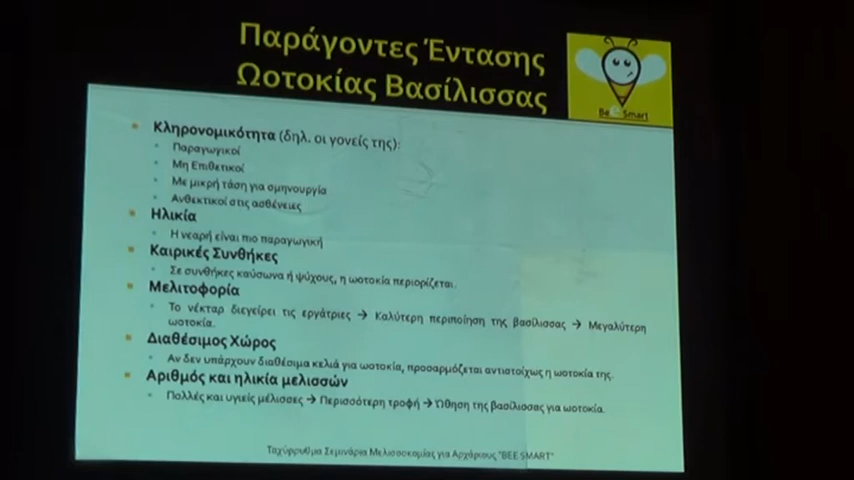 Παράγοντες Έντασης
Ωοτοκίας Βασίλισσας
Bee Smart
Κληρονομικότητα (δηλ. οι γονείς της):
Παραγωγικοί
Μη Επιθετικοί
Με μικρή τάση για σμηνουργία
Ανθεκτικοί στις ασθένειες
Ηλικία
Η νεαρή είναι πιο παραγωγική
Καιρικές Συνθήκες
Σε συνθήκες καύσωνα ή ψύχους, η ωοτοκία περιορίζεται.
Μελιτοφορία
Το νέκταρ διεγείρει τις εργάτριες → Καλύτερη περιποίηση της βασίλισσας → Μεγαλύτερη
ωοτοκία.
Διαθέσιμος Χώρος
Αν δεν υπάρχουν διαθέσιμα κελιά για ωοτοκία, προσαρμόζεται αντιστοίχως η ωοτοκία της.
Αριθμός και ηλικία μελισσών
Πολλές και υγιείς μέλισσες → Περισσότερη τροφή → Ώθηση της βασίλισσας για ωοτοκία.
Ταχύρρυθμα Σεμινάρια Μελισσοκομίας για Αρχάριους "BEE SMART"